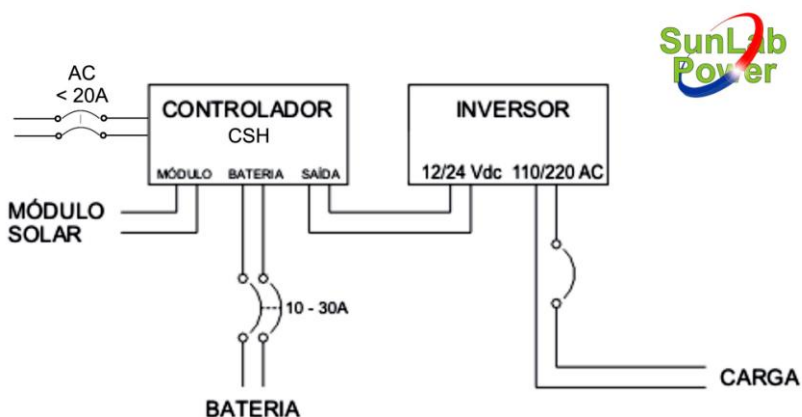 SunLab
Power
AC
< 20A
CONTROLADOR
CSH
MÓDULO BATERIA SAÍDA
INVERSOR
12/24 Vdc 110/220 AC
MÓDULO
SOLAR
10 - 30A
BATERIA
CARGA